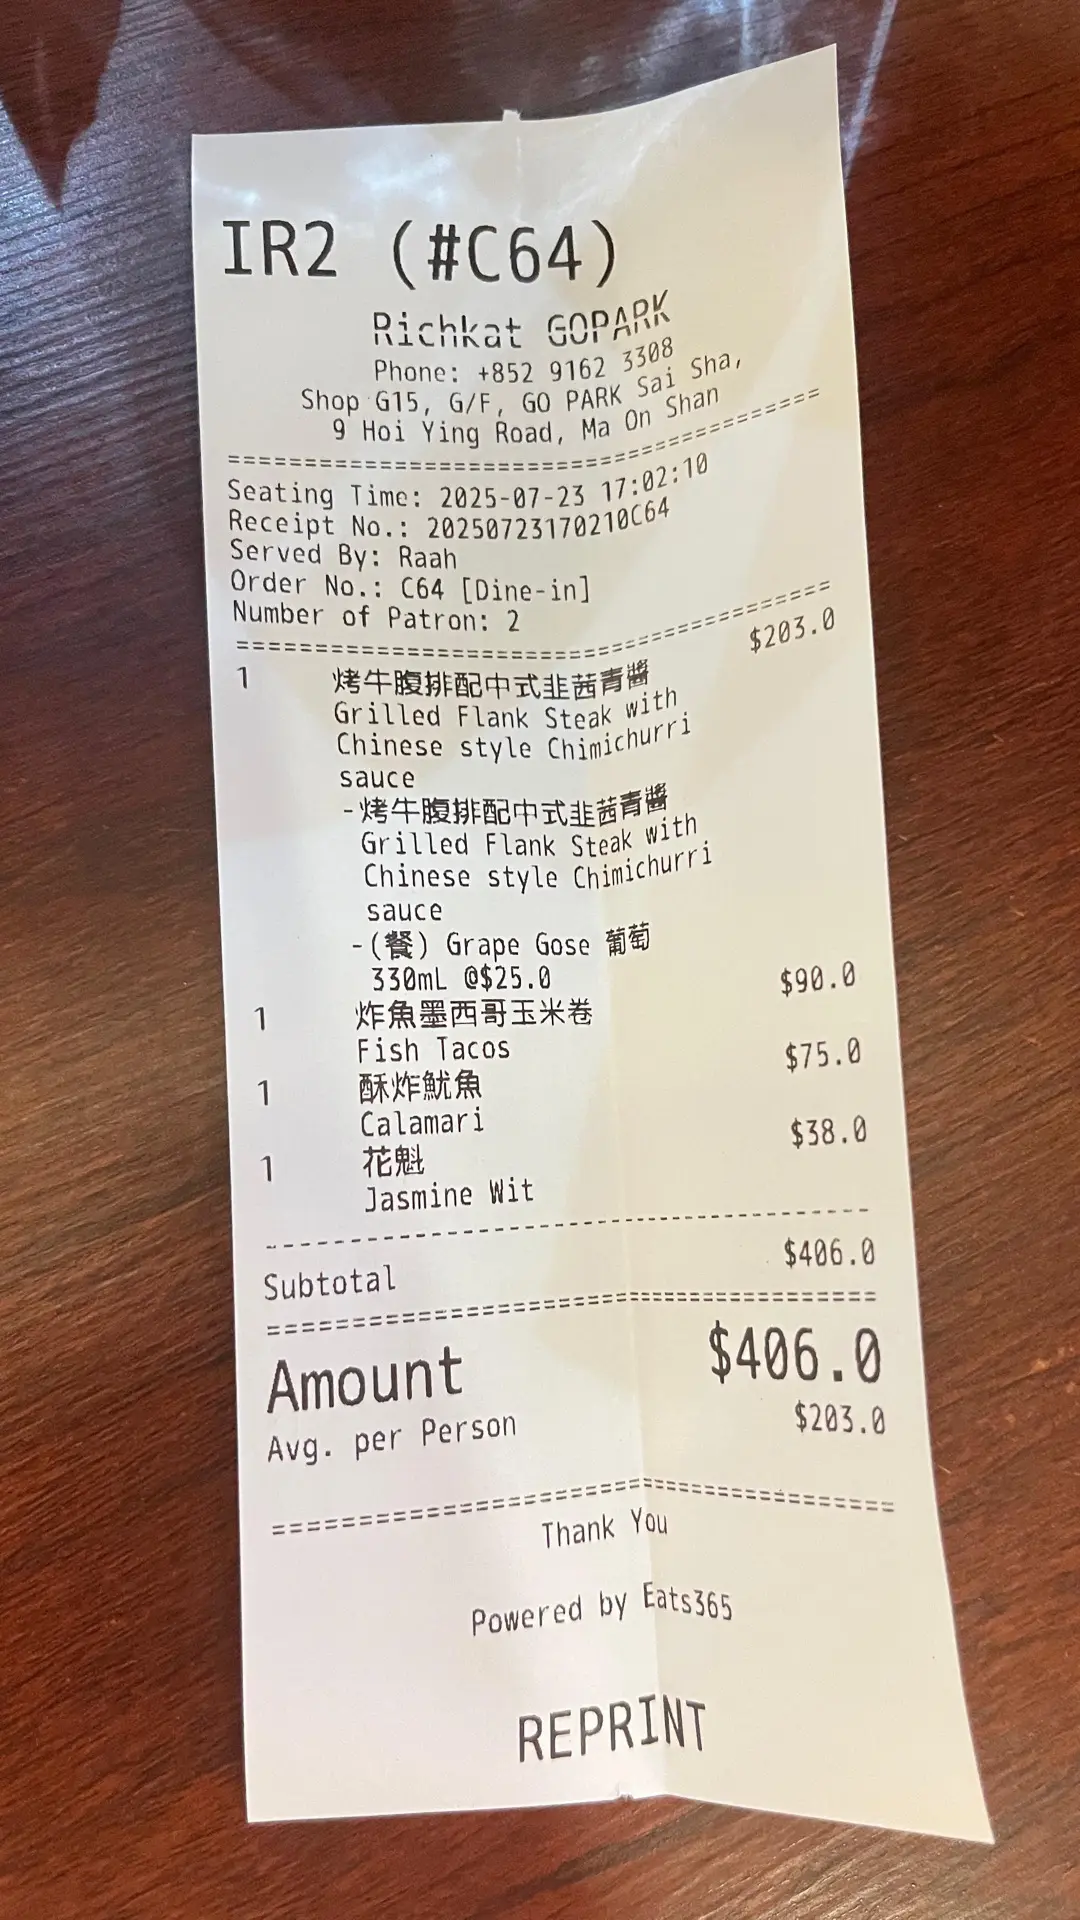 IR2 (#C64)
Richkat GOPARK
Phone: +852 9162 3308
Shop G15, G/F, GO PARK Sai Sha,
9 Hoi Ying Road, Ma On Shan
========================================
Seating Time: 2025-07-23 17:02:10
Receipt No.: 20250723170210C64
Served By: Raah
Order No.: C64 [Dine-in]
Number of Patron: 2
========================================
1 烤牛腹排配中式韭茜青醬 $203.0
Grilled Flank Steak with
Chinese style Chimichurri
sauce
-烤牛腹排配中式韭茜青醬
Grilled Flank Steak with
Chinese style Chimichurri
sauce
-(餐) Grape Gose 葡萄
330mL @$25.0
1 炸魚墨西哥玉米卷 $90.0
Fish Tacos
1 酥炸魷魚 $75.0
Calamari
1 花魁 $38.0
Jasmine Wit
----------------------------------------
Subtotal $406.0
========================================
Amount $406.0
Avg. per Person $203.0
========================================
Thank You
Powered by Eats365
REPRINT